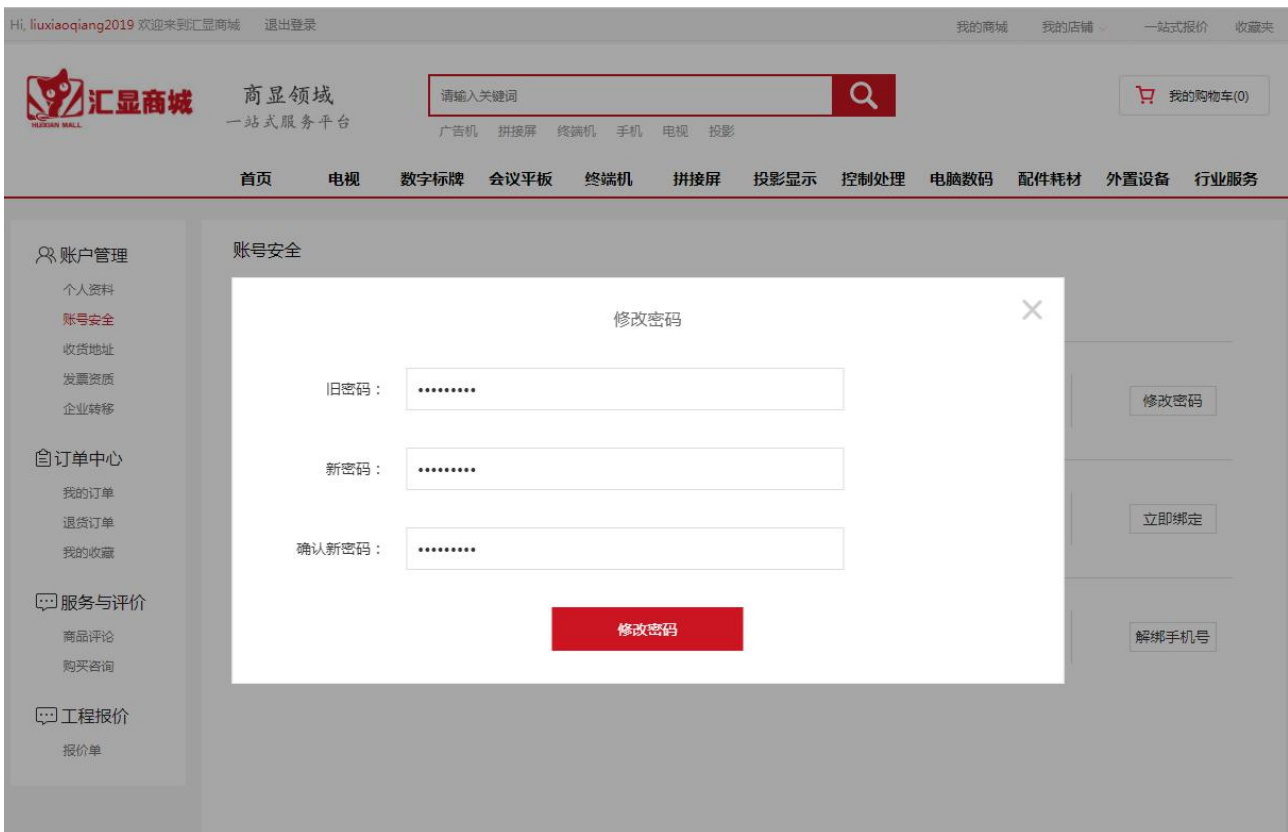 Hi, liuxiaoqiang2019 欢迎来到汇显商城 退出登录 我的商城 我的店铺 一站式报价 收藏夹
汇显商城
HUIXIAN MALL
商显领域
一站式服务平台
请输入关键词
我的购物车(0)
广告机 拼接屏 终端机 手机 电视 投影
首页 电视 数字标牌 会议平板 终端机 拼接屏 投影显示 控制处理 电脑数码 配件耗材 外置设备 行业服务
账户管理
个人资料
账号安全
收货地址
发票资质
企业转移
订单中心
我的订单
退货订单
我的收藏
服务与评价
商品评论
购买咨询
工程报价
报价单
账号安全
修改密码
旧密码：
•••••••••
新密码：
•••••••••
确认新密码：
•••••••••
修改密码
修改密码
立即绑定
解绑手机号